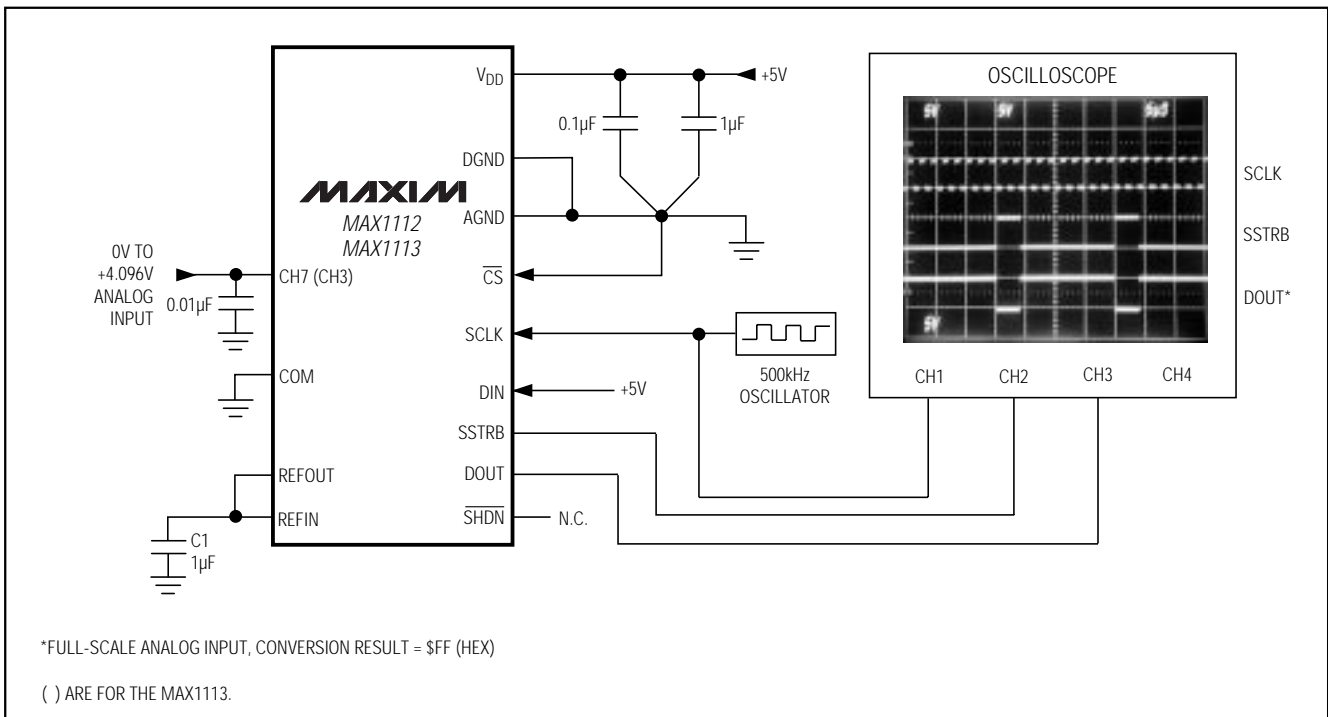 VDD
+5V
OSCILLOSCOPE
0.1µF
1µF
DGND
MAXIM
MAX1112
MAX1113
AGND
SCLK
SSTRB
DOUT*
0V TO
+4.096V
ANALOG
INPUT
0.01µF
CH7 (CH3)
CS
SCLK
500kHz
OSCILLATOR
CH1
CH2
CH3
CH4
COM
DIN
+5V
SSTRB
REFOUT
DOUT
REFIN
SHDN
N.C.
C1
1µF
*FULL-SCALE ANALOG INPUT, CONVERSION RESULT = $FF (HEX)
( ) ARE FOR THE MAX1113.